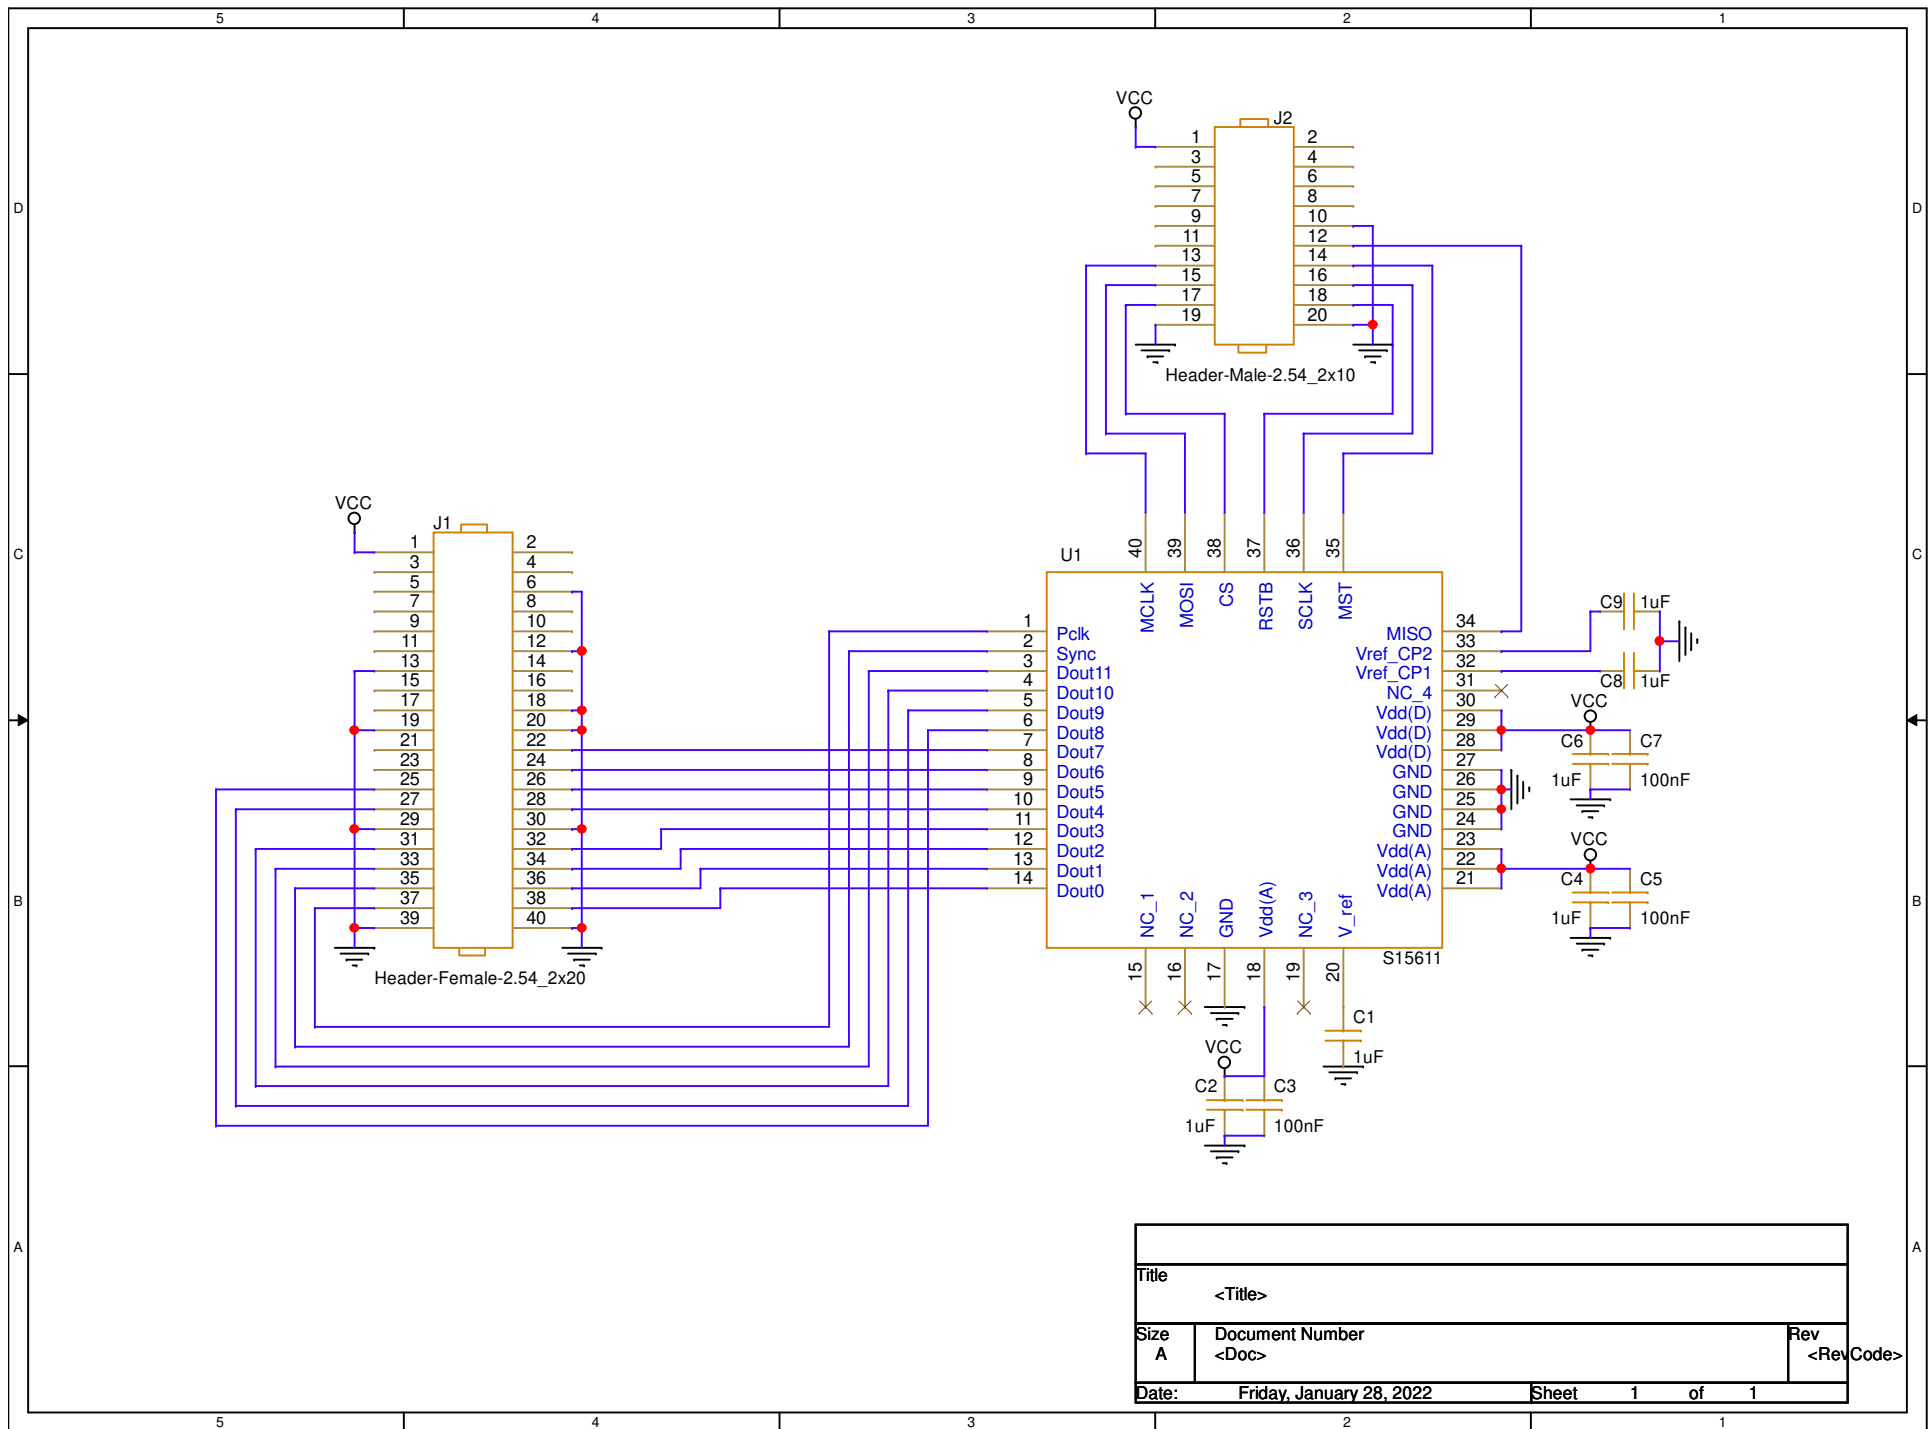 5 4 3 2 1
D D
C C
B B
A A
VCC
J2
1 2
3 4
5 6
7 8
9 10
11 12
13 14
15 16
17 18
19 20
Header-Male-2.54_2x10
VCC
J1
1 2
3 4
5 6
7 8
9 10
11 12
13 14
15 16
17 18
19 20
21 22
23 24
25 26
27 28
29 30
31 32
33 34
35 36
37 38
39 40
Header-Female-2.54_2x20
U1
40 39 38 37 36 35
MCLK MOSI CS RSTB SCLK MST
1 Pclk
2 Sync
3 Dout11
4 Dout10
5 Dout9
6 Dout8
7 Dout7
8 Dout6
9 Dout5
10 Dout4
11 Dout3
12 Dout2
13 Dout1
14 Dout0
MISO 34
Vref_CP2 33
Vref_CP1 32
NC_4 31
Vdd(D) 30
Vdd(D) 29
Vdd(D) 28
GND 27
GND 26
GND 25
GND 24
Vdd(A) 23
Vdd(A) 22
Vdd(A) 21
NC_1 NC_2 GND Vdd(A) NC_3 V_ref
15 16 17 18 19 20
S15611
C9 1uF
C8 1uF
VCC
C6 C7
1uF 100nF
VCC
C4 C5
1uF 100nF
C1
1uF
VCC
C2 C3
1uF 100nF
Title
<Title>
Size Document Number Rev
A <Doc> <RevCode>
Date: Friday, January 28, 2022 Sheet 1 of 1
5 4 3 2 1